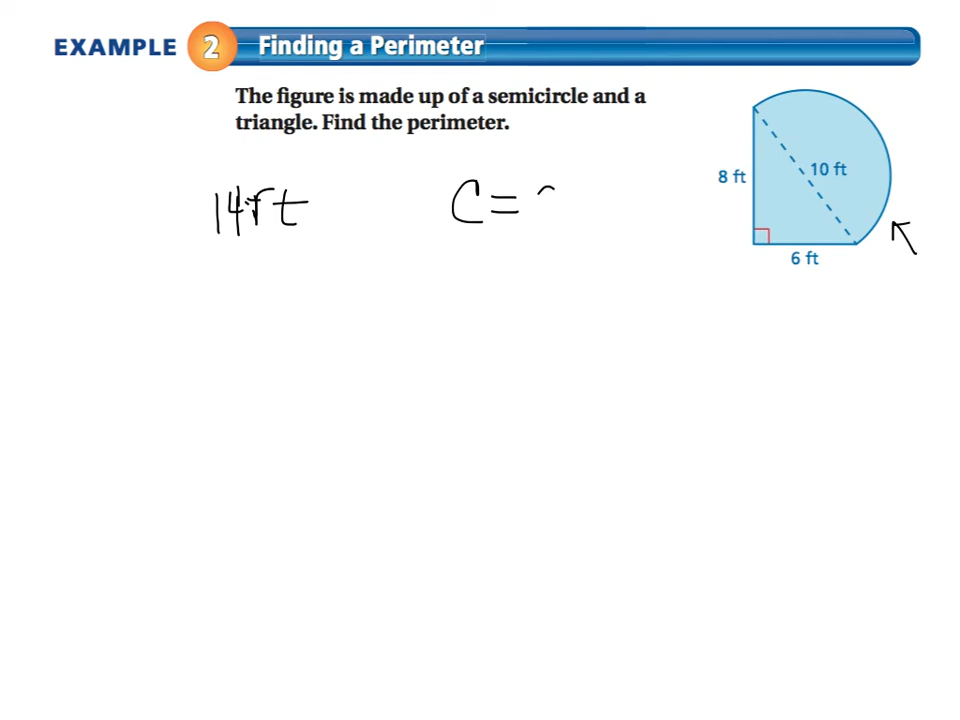 EXAMPLE 2 Finding a Perimeter
The figure is made up of a semicircle and a
triangle. Find the perimeter.
8 ft
10 ft
6 ft
14ft
C =